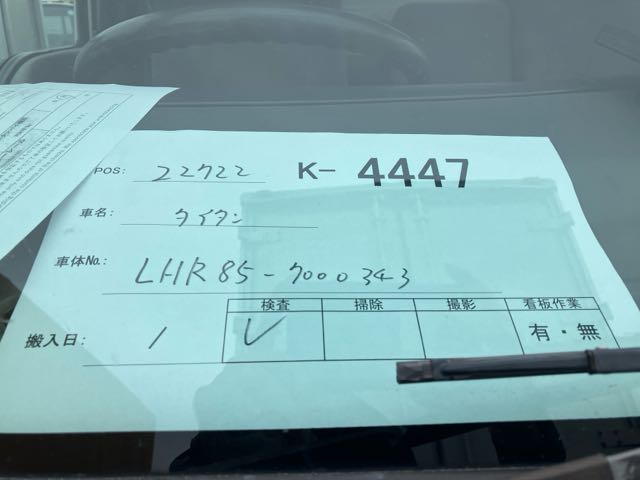 POS: 22722 K-4447
車名: タイタン
車体No.: LHR85-7000343
検査 掃除 撮影 看板作業
搬入日: 1 ✓ 有・無